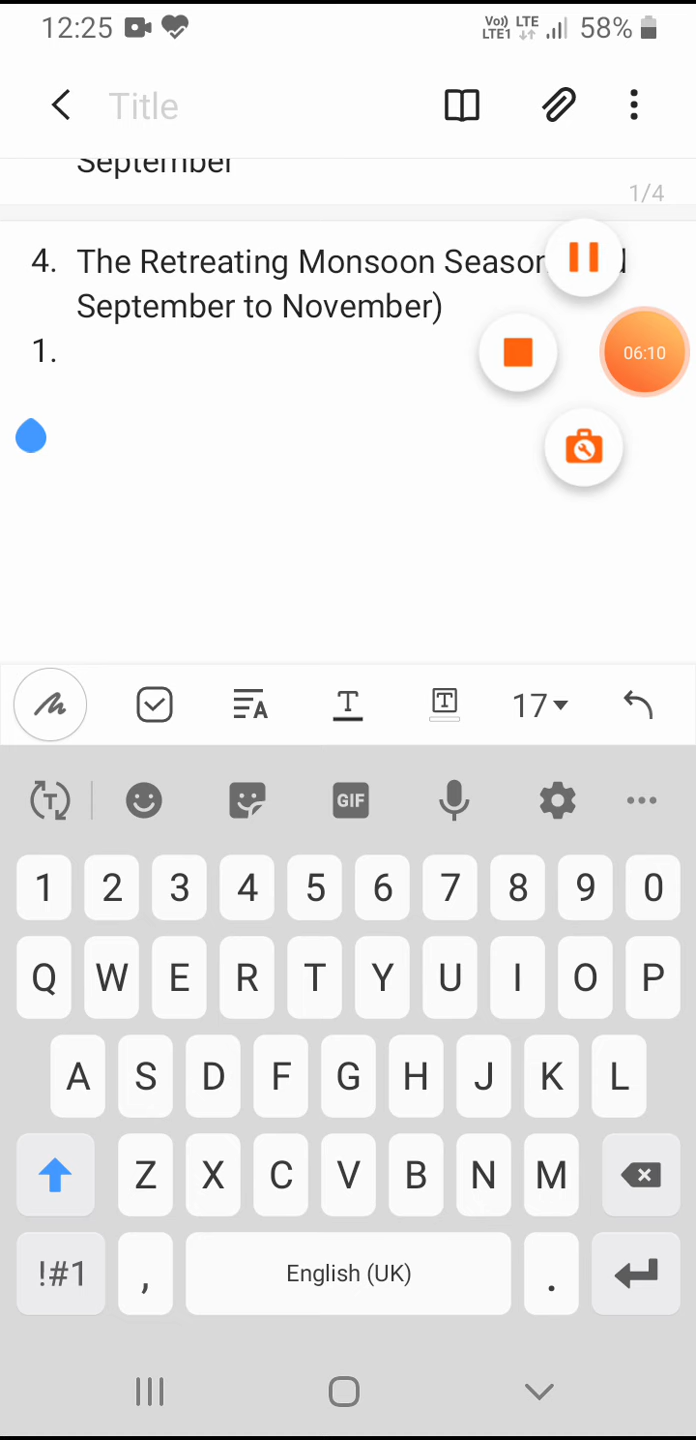 12:25
Vo)) LTE
LTE1
58%
Title
September
1/4
4. The Retreating Monsoon Season
September to November)
1.
06:10
T
A
T
T
17
T
GIF
1 2 3 4 5 6 7 8 9 0
Q W E R T Y U I O P
A S D F G H J K L
Z X C V B N M
!#1 , English (UK) .